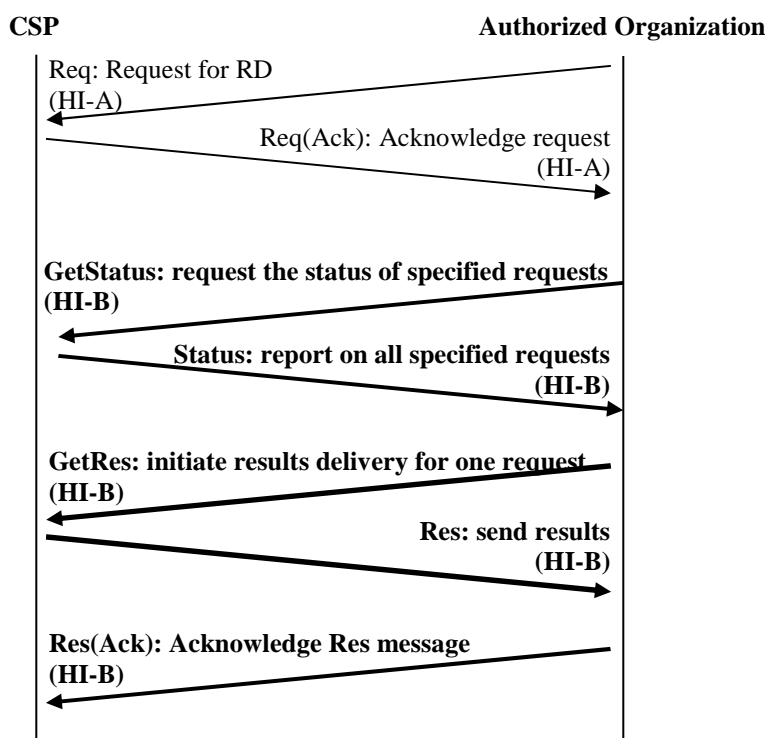 CSP
Authorized Organization
Req: Request for RD
(HI-A)
Req(Ack): Acknowledge request
(HI-A)
GetStatus: request the status of specified requests
(HI-B)
Status: report on all specified requests
(HI-B)
GetRes: initiate results delivery for one request
(HI-B)
Res: send results
(HI-B)
Res(Ack): Acknowledge Res message
(HI-B)